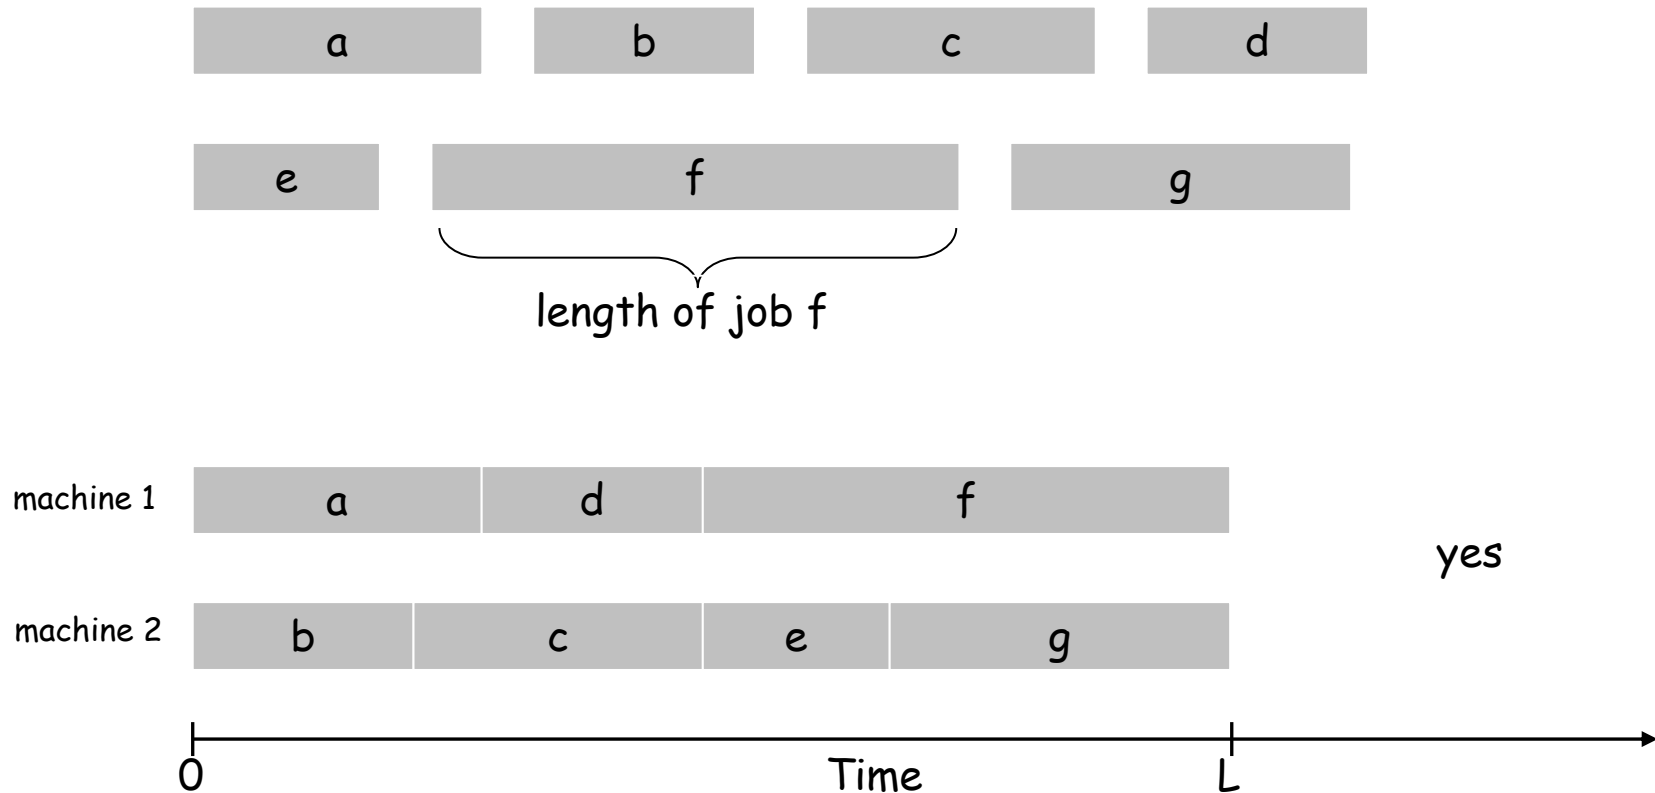 a b c d
e f g
length of job f
machine 1 a d f
yes
machine 2 b c e g
0 Time L